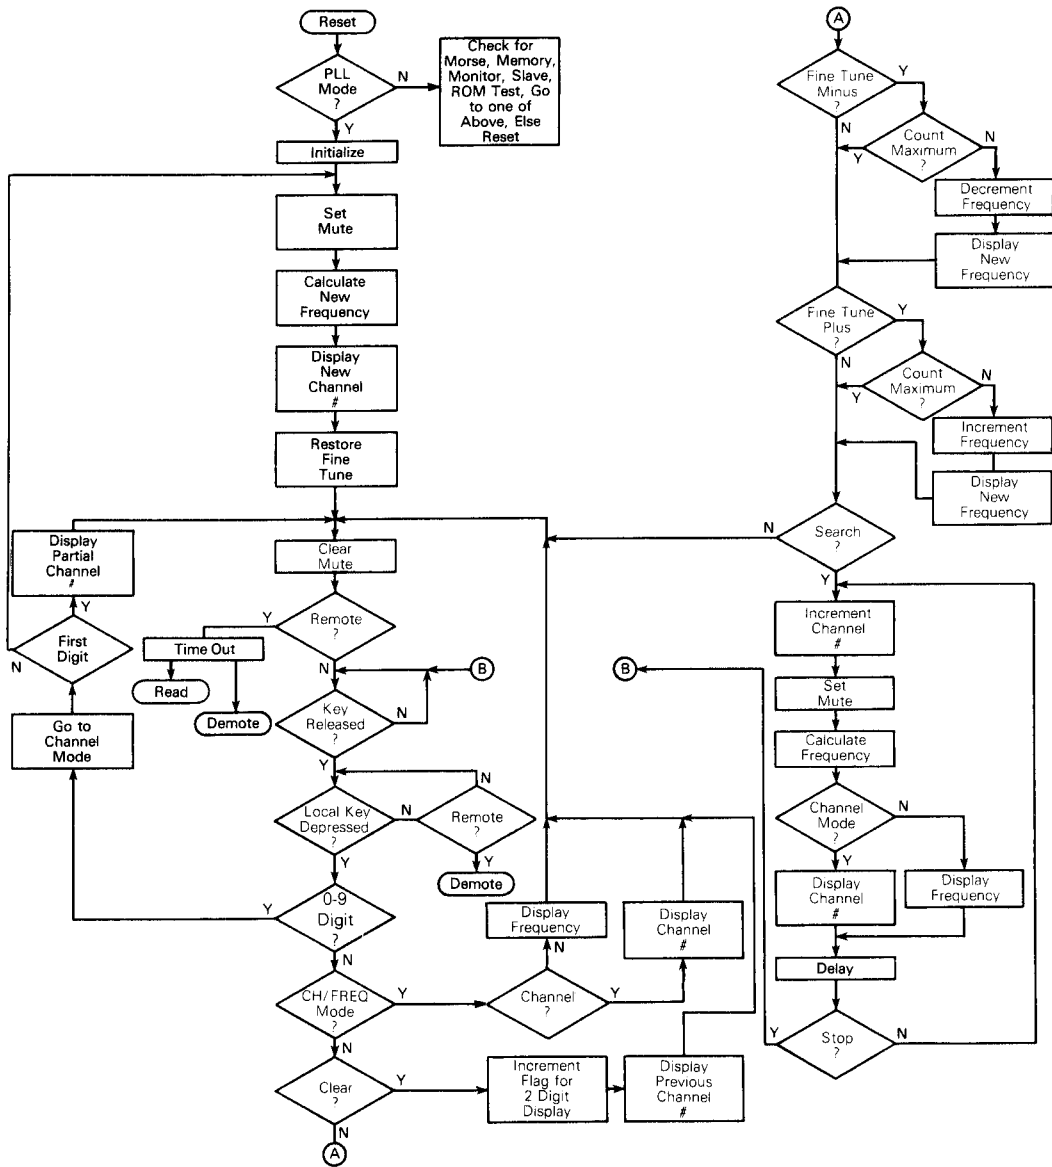 Reset
PLL
Mode
?
N
Y
Check for
Morse, Memory,
Monitor, Slave,
ROM Test, Go
to one of
Above, Else
Reset
Initialize
Set
Mute
Calculate
New
Frequency
Display
New
Channel
#
Restore
Fine
Tune
Display
Partial
Channel
#
Y
First
Digit
N
Go to
Channel
Mode
Clear
Mute
Remote
?
Y
N
Time Out
Read
Demote
B
Key
Released
?
N
Y
Local Key
Depressed
?
N
Y
Remote
?
N
Y
Demote
0-9
Digit
?
Y
N
CH/FREQ
Mode
?
Y
N
Channel
?
N
Y
Display
Frequency
Display
Channel
#
Clear
?
Y
N
Increment
Flag for
2 Digit
Display
Display
Previous
Channel
#
A
A
Fine Tune
Minus
?
Y
N
Count
Maximum
?
N
Y
Decrement
Frequency
Display
New
Frequency
Fine Tune
Plus
?
Y
N
Count
Maximum
?
N
Y
Increment
Frequency
Display
New
Frequency
Search
?
N
Y
Increment
Channel
#
B
Set
Mute
Calculate
Frequency
Channel
Mode
?
N
Y
Display
Channel
#
Display
Frequency
Delay
Stop
?
Y
N